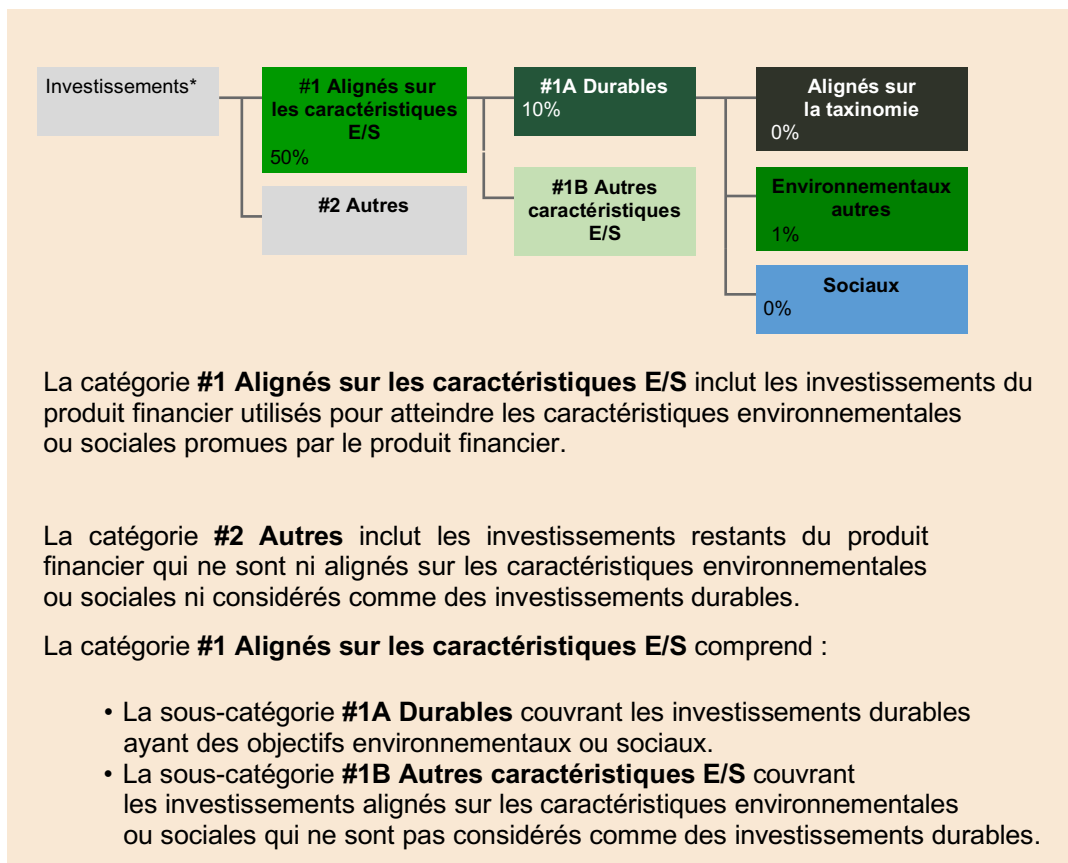 Investissements*
#1 Alignés sur
les caractéristiques
E/S
50%
#2 Autres
#1A Durables
10%
#1B Autres
caractéristiques
E/S
Alignés sur
la taxinomie
0%
Environnementaux
autres
1%
Sociaux
0%
La catégorie #1 Alignés sur les caractéristiques E/S inclut les investissements du
produit financier utilisés pour atteindre les caractéristiques environnementales
ou sociales promues par le produit financier.
La catégorie #2 Autres inclut les investissements restants du produit
financier qui ne sont ni alignés sur les caractéristiques environnementales
ou sociales ni considérés comme des investissements durables.
La catégorie #1 Alignés sur les caractéristiques E/S comprend :
• La sous-catégorie #1A Durables couvrant les investissements durables
ayant des objectifs environnementaux ou sociaux.
• La sous-catégorie #1B Autres caractéristiques E/S couvrant
les investissements alignés sur les caractéristiques environnementales
ou sociales qui ne sont pas considérés comme des investissements durables.